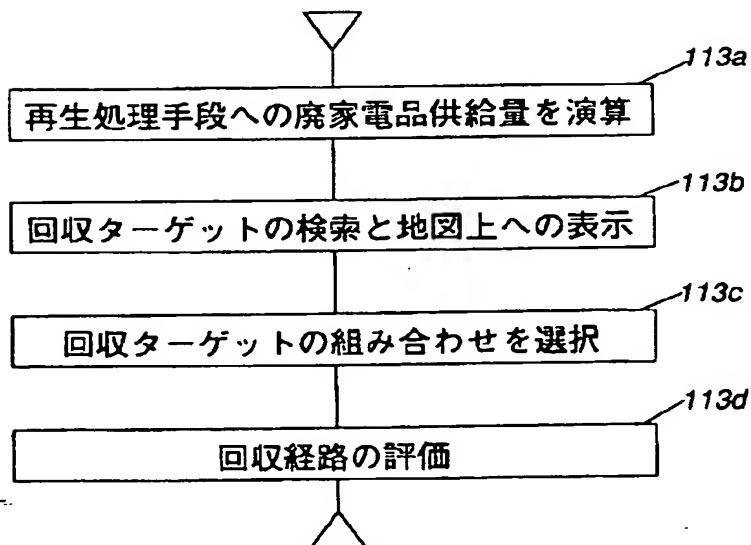 113a
再生処理手段への廃家電品供給量を演算
113b
回収ターゲットの検索と地図上への表示
113c
回収ターゲットの組み合わせを選択
113d
回収経路の評価